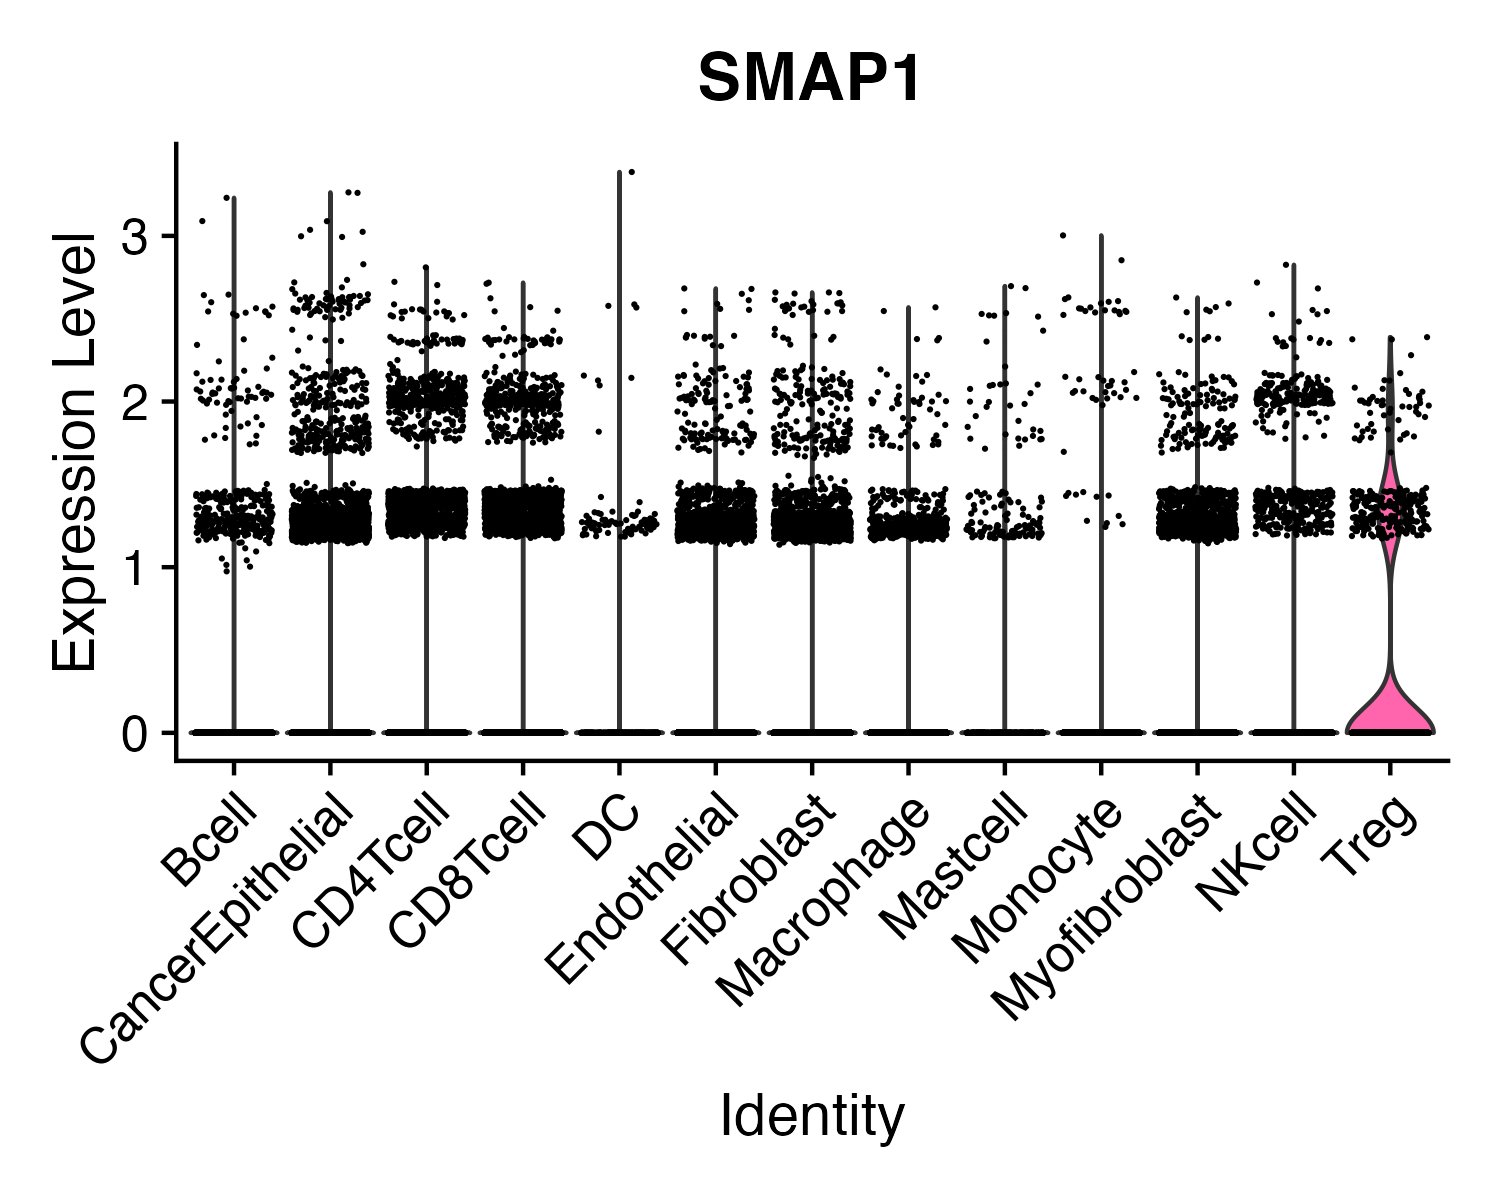 SMAP1
Expression Level
3
2
1
0
Bcell
CancerEpithelial
CD4Tcell
CD8Tcell
DC
Endothelial
Fibroblast
Macrophage
Mastcell
Monocyte
Myofibroblast
NKcell
Treg
Identity